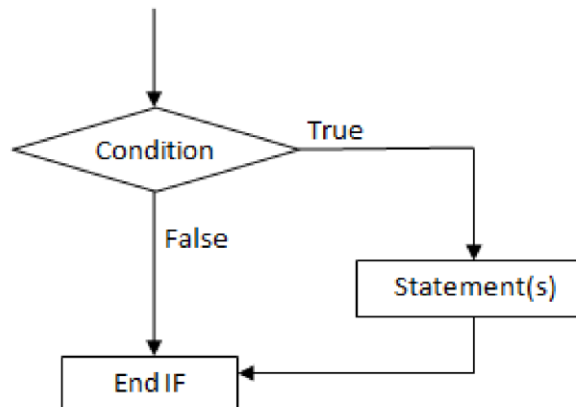 True
Condition
False
Statement(s)
End IF